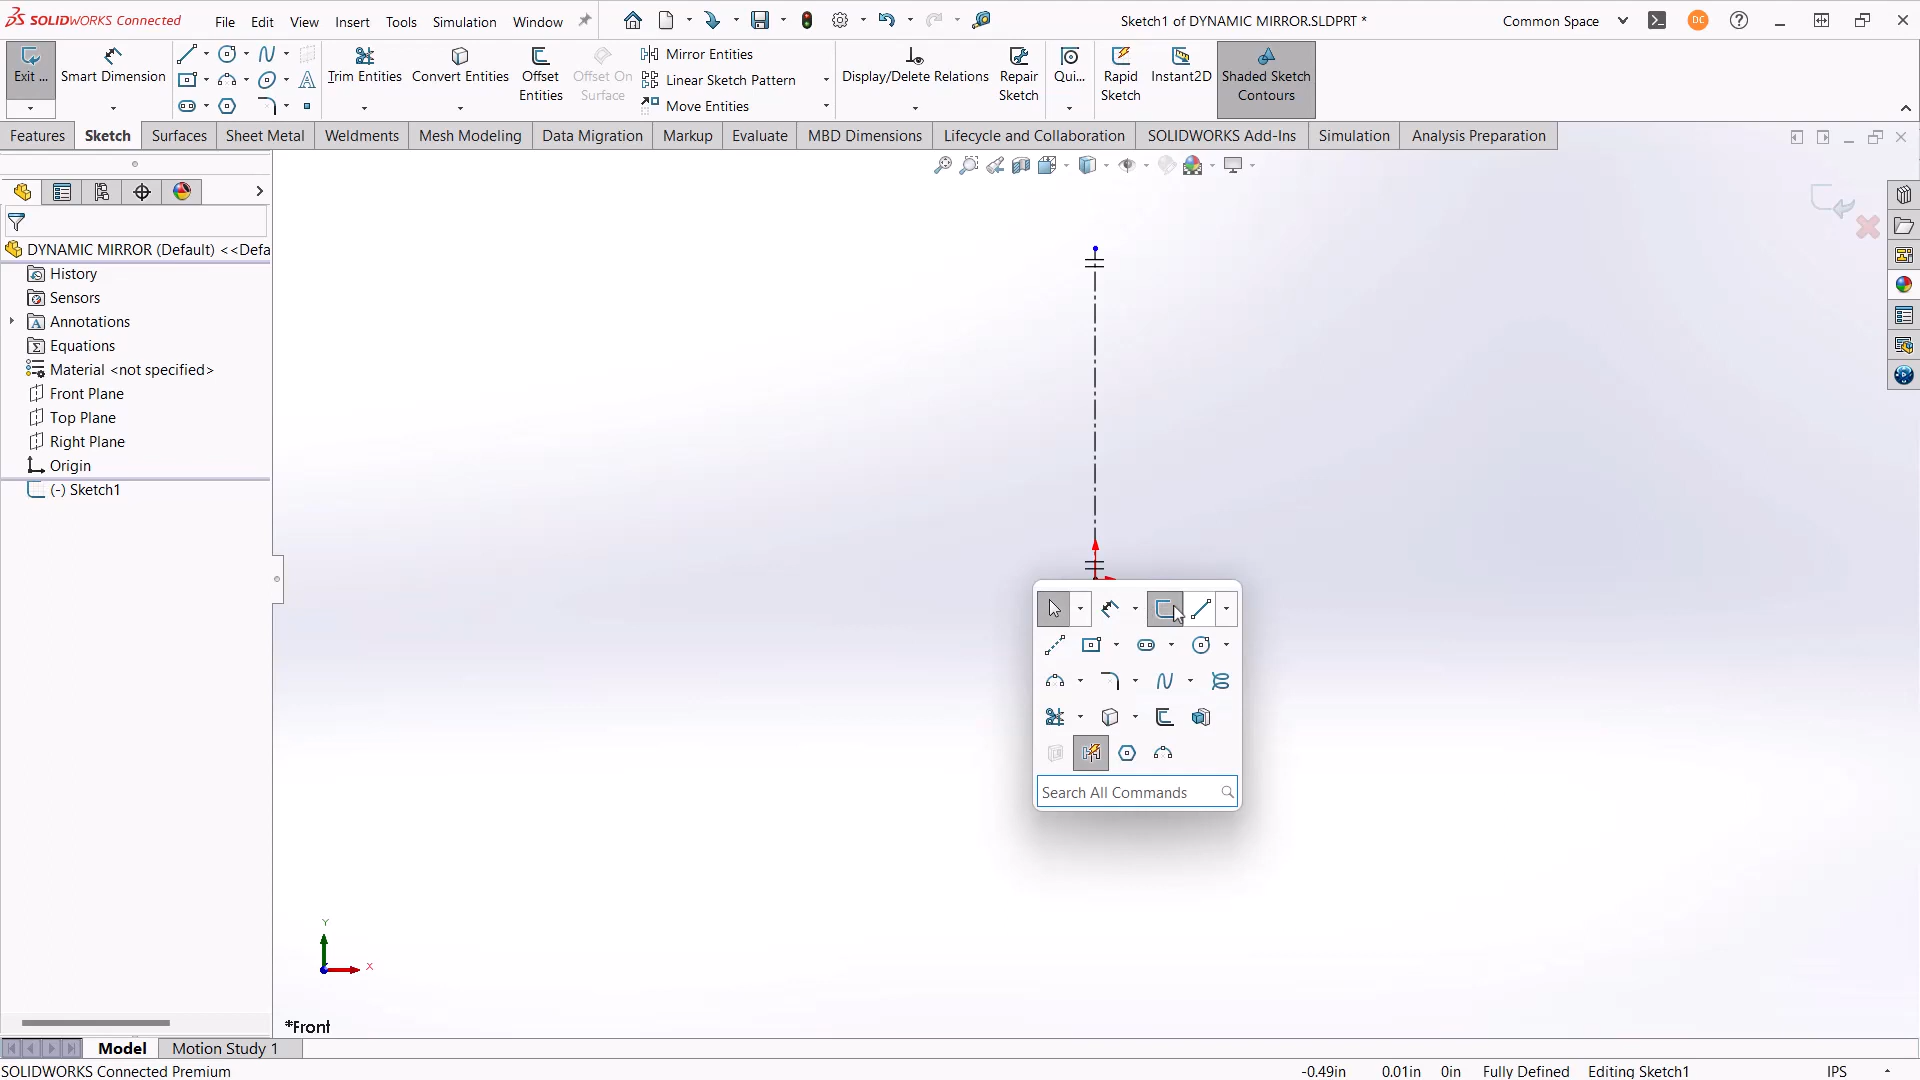 SOLIDWORKS Connected
File Edit View Insert Tools Simulation Window
Sketch1 of DYNAMIC MIRROR.SLDPRT *
Common Space
DC
Exit ...
Smart Dimension
Trim Entities
Convert Entities
Offset Entities
Offset On Surface
Mirror Entities
Linear Sketch Pattern
Move Entities
Display/Delete Relations
Repair Sketch
Qui...
Rapid Sketch
Instant2D
Shaded Sketch Contours
Features Sketch Surfaces Sheet Metal Weldments Mesh Modeling Data Migration Markup Evaluate MBD Dimensions Lifecycle and Collaboration SOLIDWORKS Add-Ins Simulation Analysis Preparation
DYNAMIC MIRROR (Default) <<Defa
History
Sensors
Annotations
Equations
Material <not specified>
Front Plane
Top Plane
Right Plane
Origin
(-) Sketch1
Search All Commands
Y
X
*Front
Model Motion Study 1
SOLIDWORKS Connected Premium
-0.49in 0.01in 0in Fully Defined Editing Sketch1 IPS